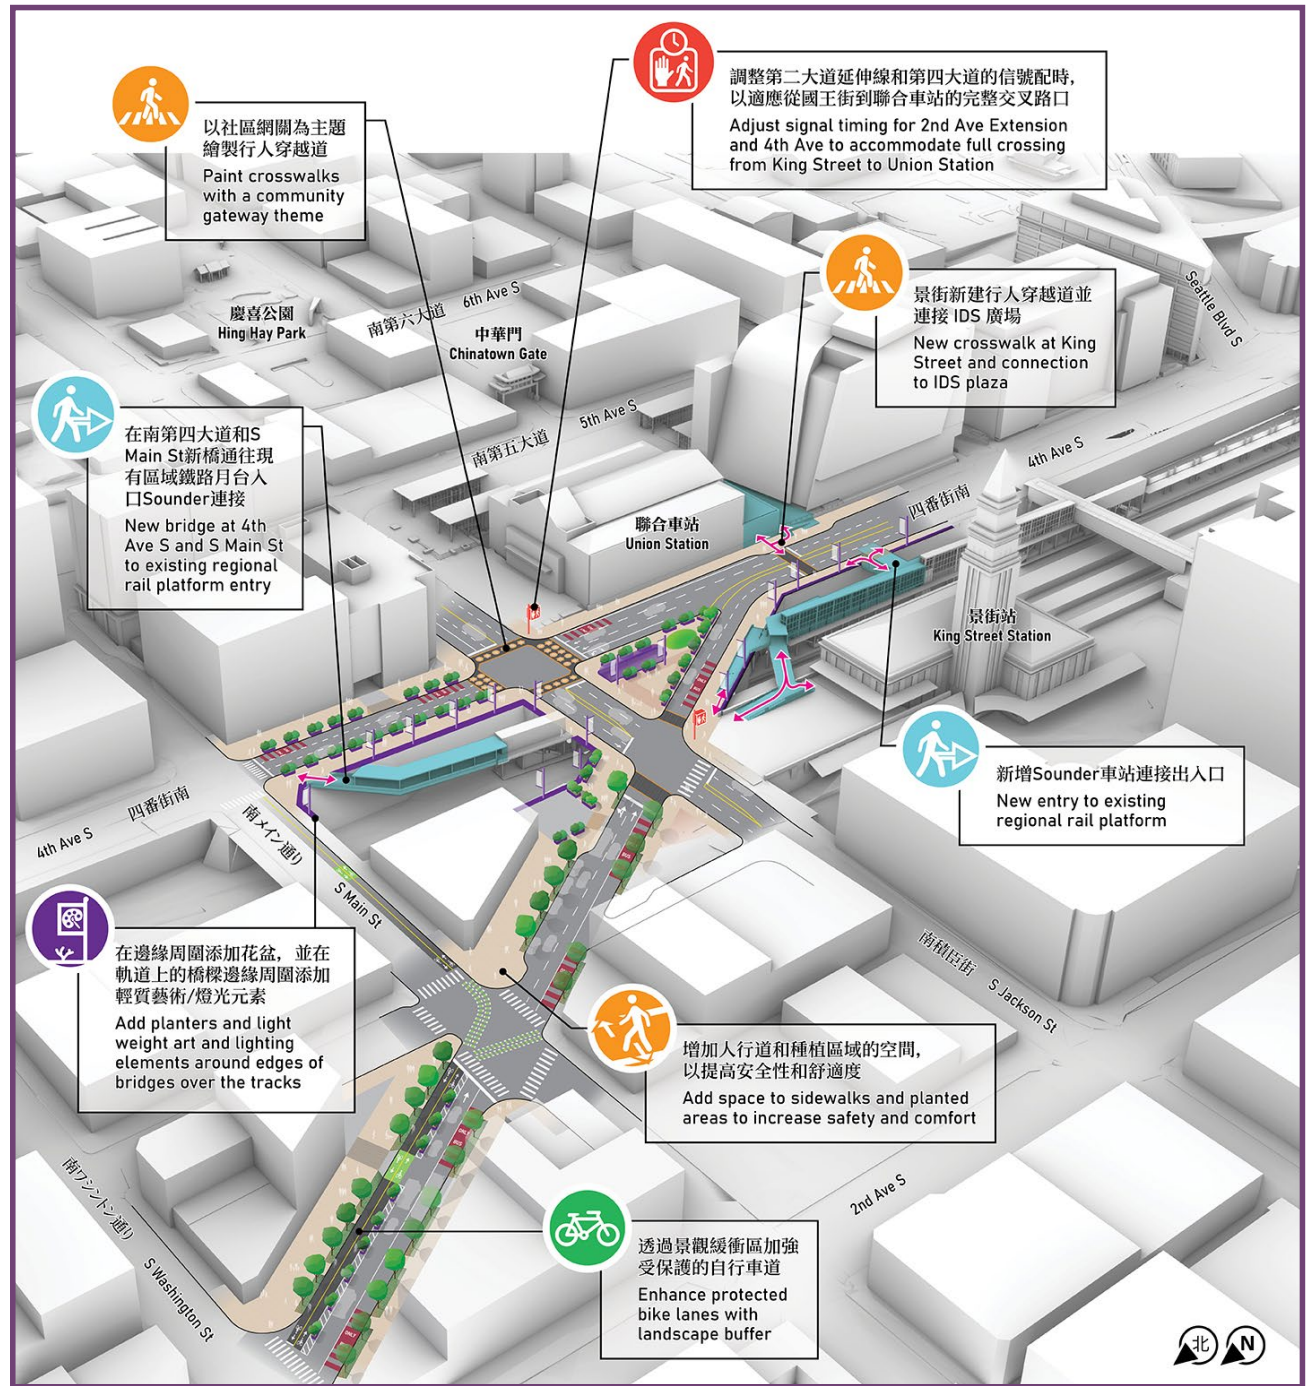 調整第二大道延伸線和第四大道的信號配時，
以適應從國王街到聯合車站的完整交叉路口
Adjust signal timing for 2nd Ave Extension
and 4th Ave to accommodate full crossing
from King Street to Union Station
以社區網關為主題
繪製行人穿越道
Paint crosswalks
with a community
gateway theme
景街新建行人穿越道並
連接 IDS 廣場
New crosswalk at King
Street and connection
to IDS plaza
Seattle Blvd S
慶喜公園
Hing Hay Park
南第六大道 6th Ave S
中華門
Chinatown Gate
南第五大道 5th Ave S
4th Ave S
四番街南
在南第四大道和S
Main St新橋通往現
有區域鐵路月台入
口Sounder連接
New bridge at 4th
Ave S and S Main St
to existing regional
rail platform entry
聯合車站
Union Station
景街站
King Street Station
新增Sounder車站連接出入口
New entry to existing
regional rail platform
4th Ave S 四番街南
南メイン通り
S Main St
在邊緣周圍添加花盆，並在
軌道上的橋樑邊緣周圍添加
輕質藝術/燈光元素
Add planters and light
weight art and lighting
elements around edges of
bridges over the tracks
南積臣街
S Jackson St
增加人行道和種植區域的空間，
以提高安全性和舒適度
Add space to sidewalks and planted
areas to increase safety and comfort
BUS
BUS
ONLY
BUS
ONLY
BUS
ONLY
南ワシントン通り
S Washington St
2nd Ave S
透過景觀緩衝區加強
受保護的自行車道
Enhance protected
bike lanes with
landscape buffer
北 N